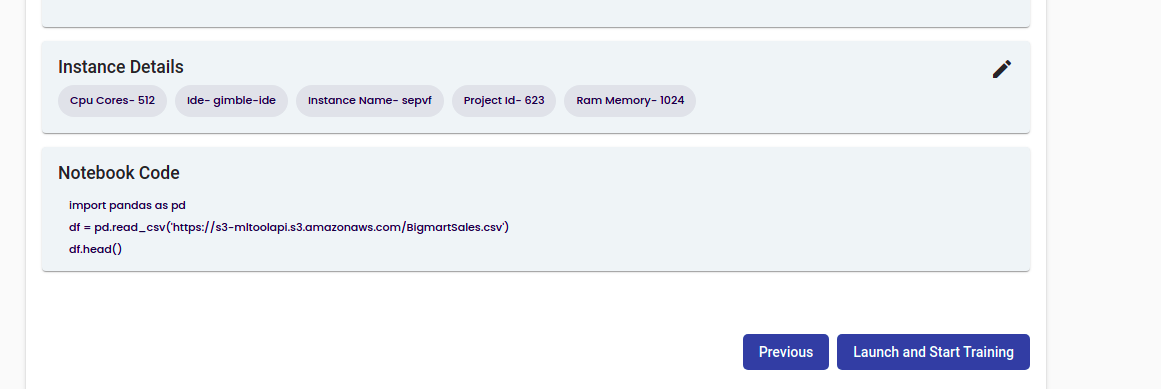 Instance Details
Cpu Cores- 512 Ide- gimble-ide Instance Name- sepvf Project Id- 623 Ram Memory- 1024
Notebook Code
import pandas as pd
df = pd.read_csv('https://s3-mltoolapi.s3.amazonaws.com/BigmartSales.csv')
df.head()
Previous Launch and Start Training